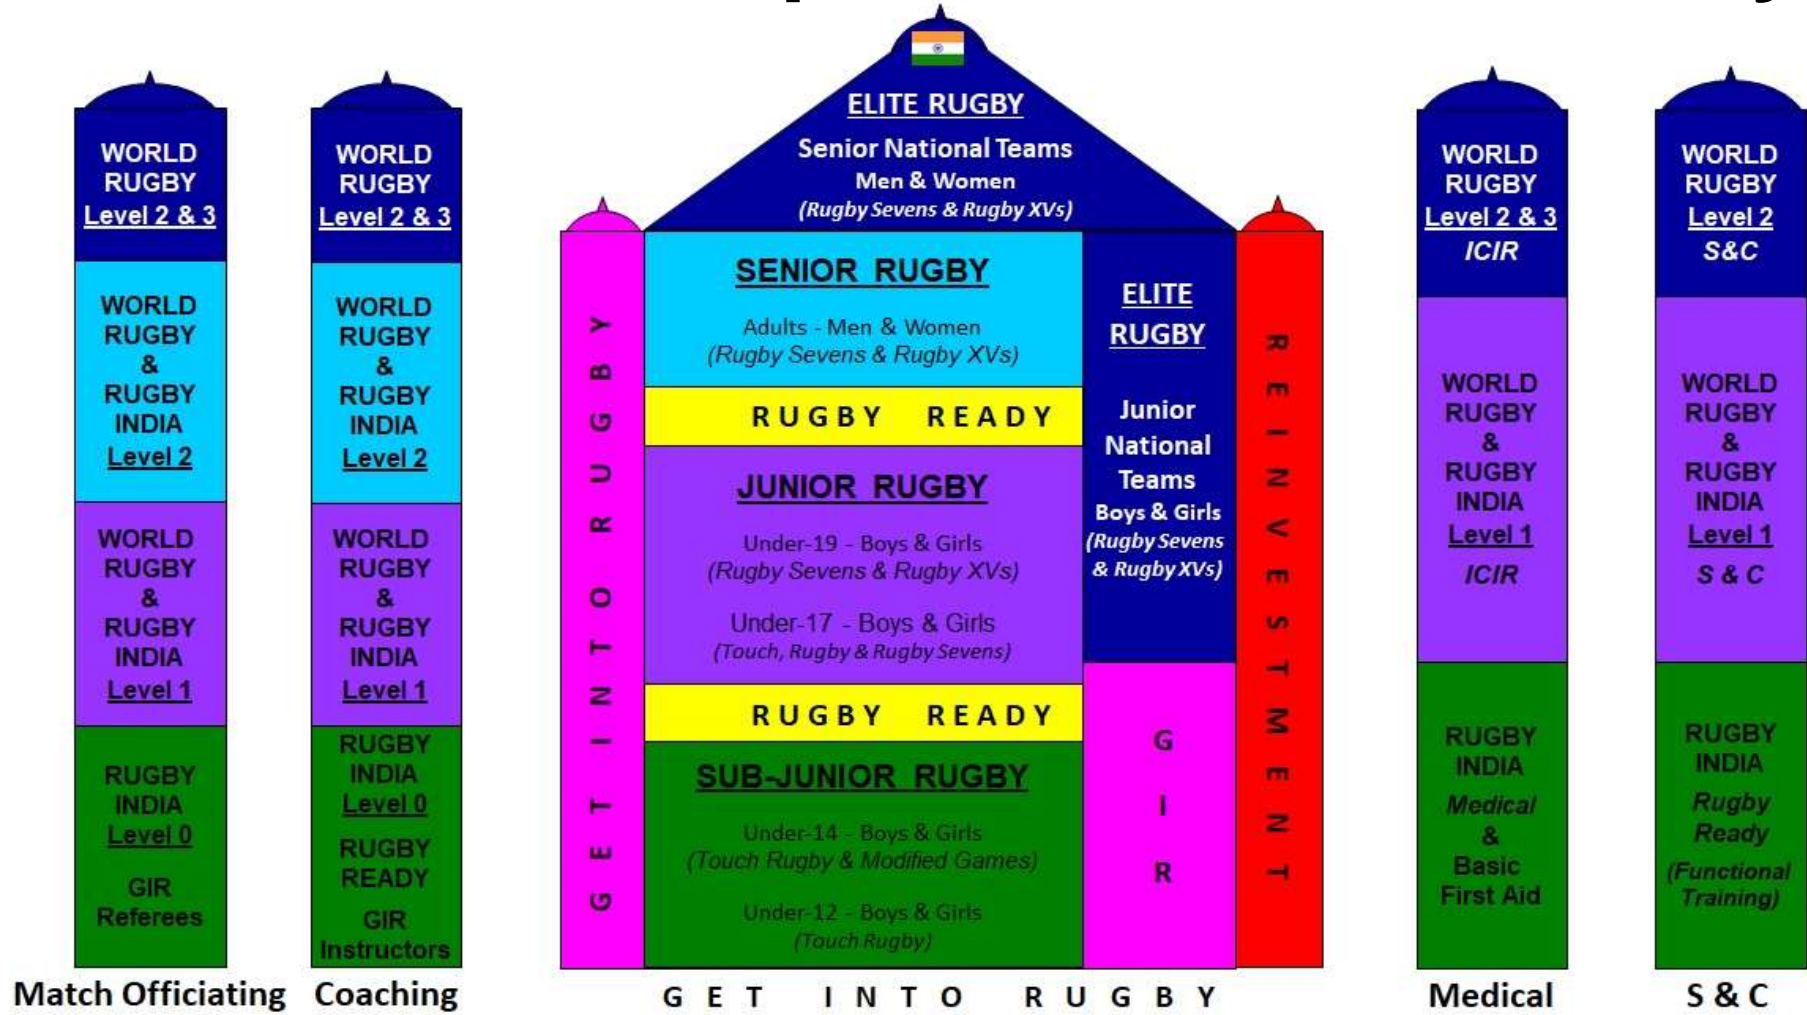 WORLD
RUGBY
Level 2 & 3
WORLD
RUGBY
&
RUGBY
INDIA
Level 2
WORLD
RUGBY
&
RUGBY
INDIA
Level 1
RUGBY
INDIA
Level 0
GIR
Referees
Match Officiating
WORLD
RUGBY
Level 2 & 3
WORLD
RUGBY
&
RUGBY
INDIA
Level 2
WORLD
RUGBY
&
RUGBY
INDIA
Level 1
RUGBY
INDIA
Level 0
RUGBY
READY
GIR
Instructors
Coaching
ELITE RUGBY
Senior National Teams
Men & Women
(Rugby Sevens & Rugby XVs)
GET INTO RUGBY
SENIOR RUGBY
Adults - Men & Women
(Rugby Sevens & Rugby XVs)
RUGBY READY
JUNIOR RUGBY
Under-19 - Boys & Girls
(Rugby Sevens & Rugby XVs)
Under-17 - Boys & Girls
(Touch, Rugby & Rugby Sevens)
RUGBY READY
SUB-JUNIOR RUGBY
Under-14 - Boys & Girls
(Touch Rugby & Modified Games)
Under-12 - Boys & Girls
(Touch Rugby)
ELITE
RUGBY
Junior
National
Teams
Boys & Girls
(Rugby Sevens
& Rugby XVs)
GIR
REINVESTMENT
GET INTO RUGBY
WORLD
RUGBY
Level 2 & 3
ICIR
WORLD
RUGBY
&
RUGBY
INDIA
Level 1
ICIR
RUGBY
INDIA
Medical
&
Basic
First Aid
Medical
WORLD
RUGBY
Level 2
S&C
WORLD
RUGBY
&
RUGBY
INDIA
Level 1
S & C
RUGBY
INDIA
Rugby
Ready
(Functional
Training)
S & C